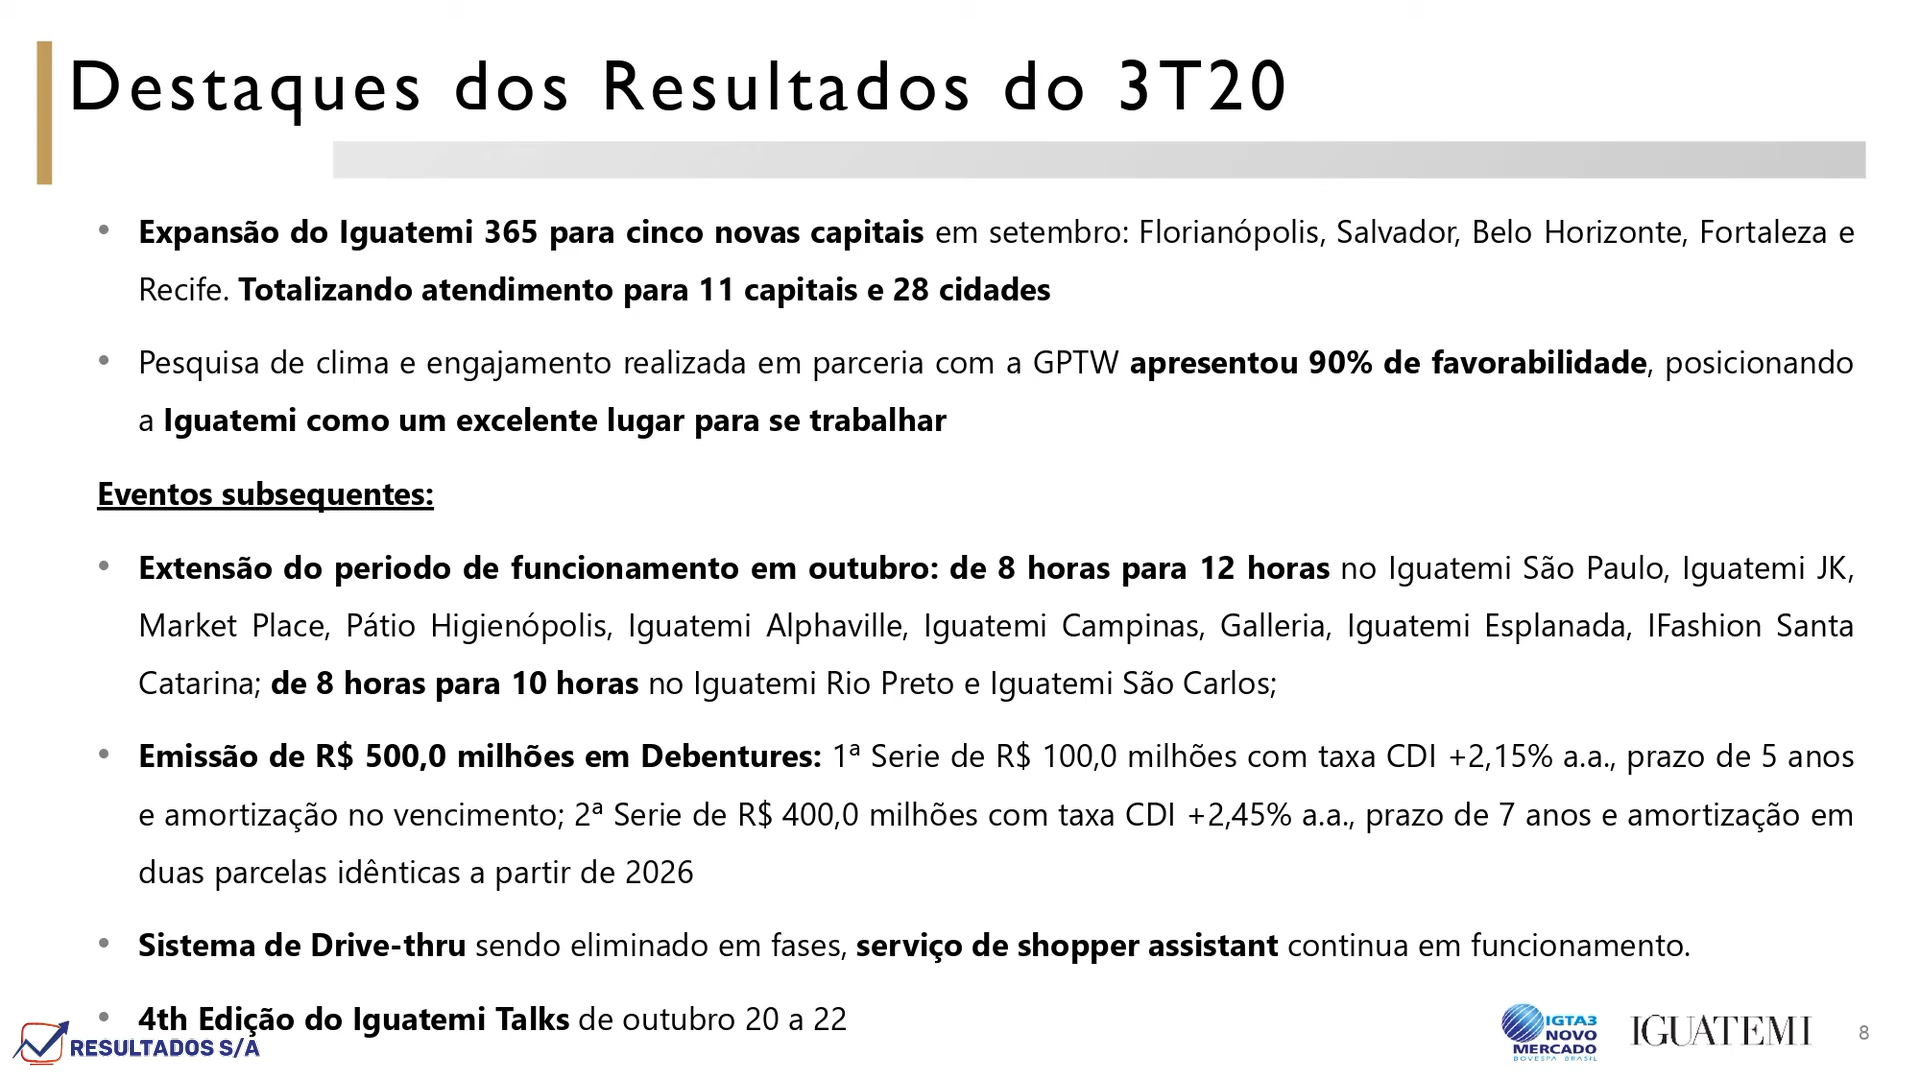 Destaques dos Resultados do 3T20
• Expansão do Iguatemi 365 para cinco novas capitais em setembro: Florianópolis, Salvador, Belo Horizonte, Fortaleza e
Recife. Totalizando atendimento para 11 capitais e 28 cidades
• Pesquisa de clima e engajamento realizada em parceria com a GPTW apresentou 90% de favorabilidade, posicionando
a Iguatemi como um excelente lugar para se trabalhar
Eventos subsequentes:
• Extensão do periodo de funcionamento em outubro: de 8 horas para 12 horas no Iguatemi São Paulo, Iguatemi JK,
Market Place, Pátio Higienópolis, Iguatemi Alphaville, Iguatemi Campinas, Galleria, Iguatemi Esplanada, IFashion Santa
Catarina; de 8 horas para 10 horas no Iguatemi Rio Preto e Iguatemi São Carlos;
• Emissão de R$ 500,0 milhões em Debentures: 1ª Serie de R$ 100,0 milhões com taxa CDI +2,15% a.a., prazo de 5 anos
e amortização no vencimento; 2ª Serie de R$ 400,0 milhões com taxa CDI +2,45% a.a., prazo de 7 anos e amortização em
duas parcelas idênticas a partir de 2026
• Sistema de Drive-thru sendo eliminado em fases, serviço de shopper assistant continua em funcionamento.
• 4th Edição do Iguatemi Talks de outubro 20 a 22
RESULTADOS S/A
IGTA3
NOVO
MERCADO
BOVESPA BRASIL
IGUATEMI
8